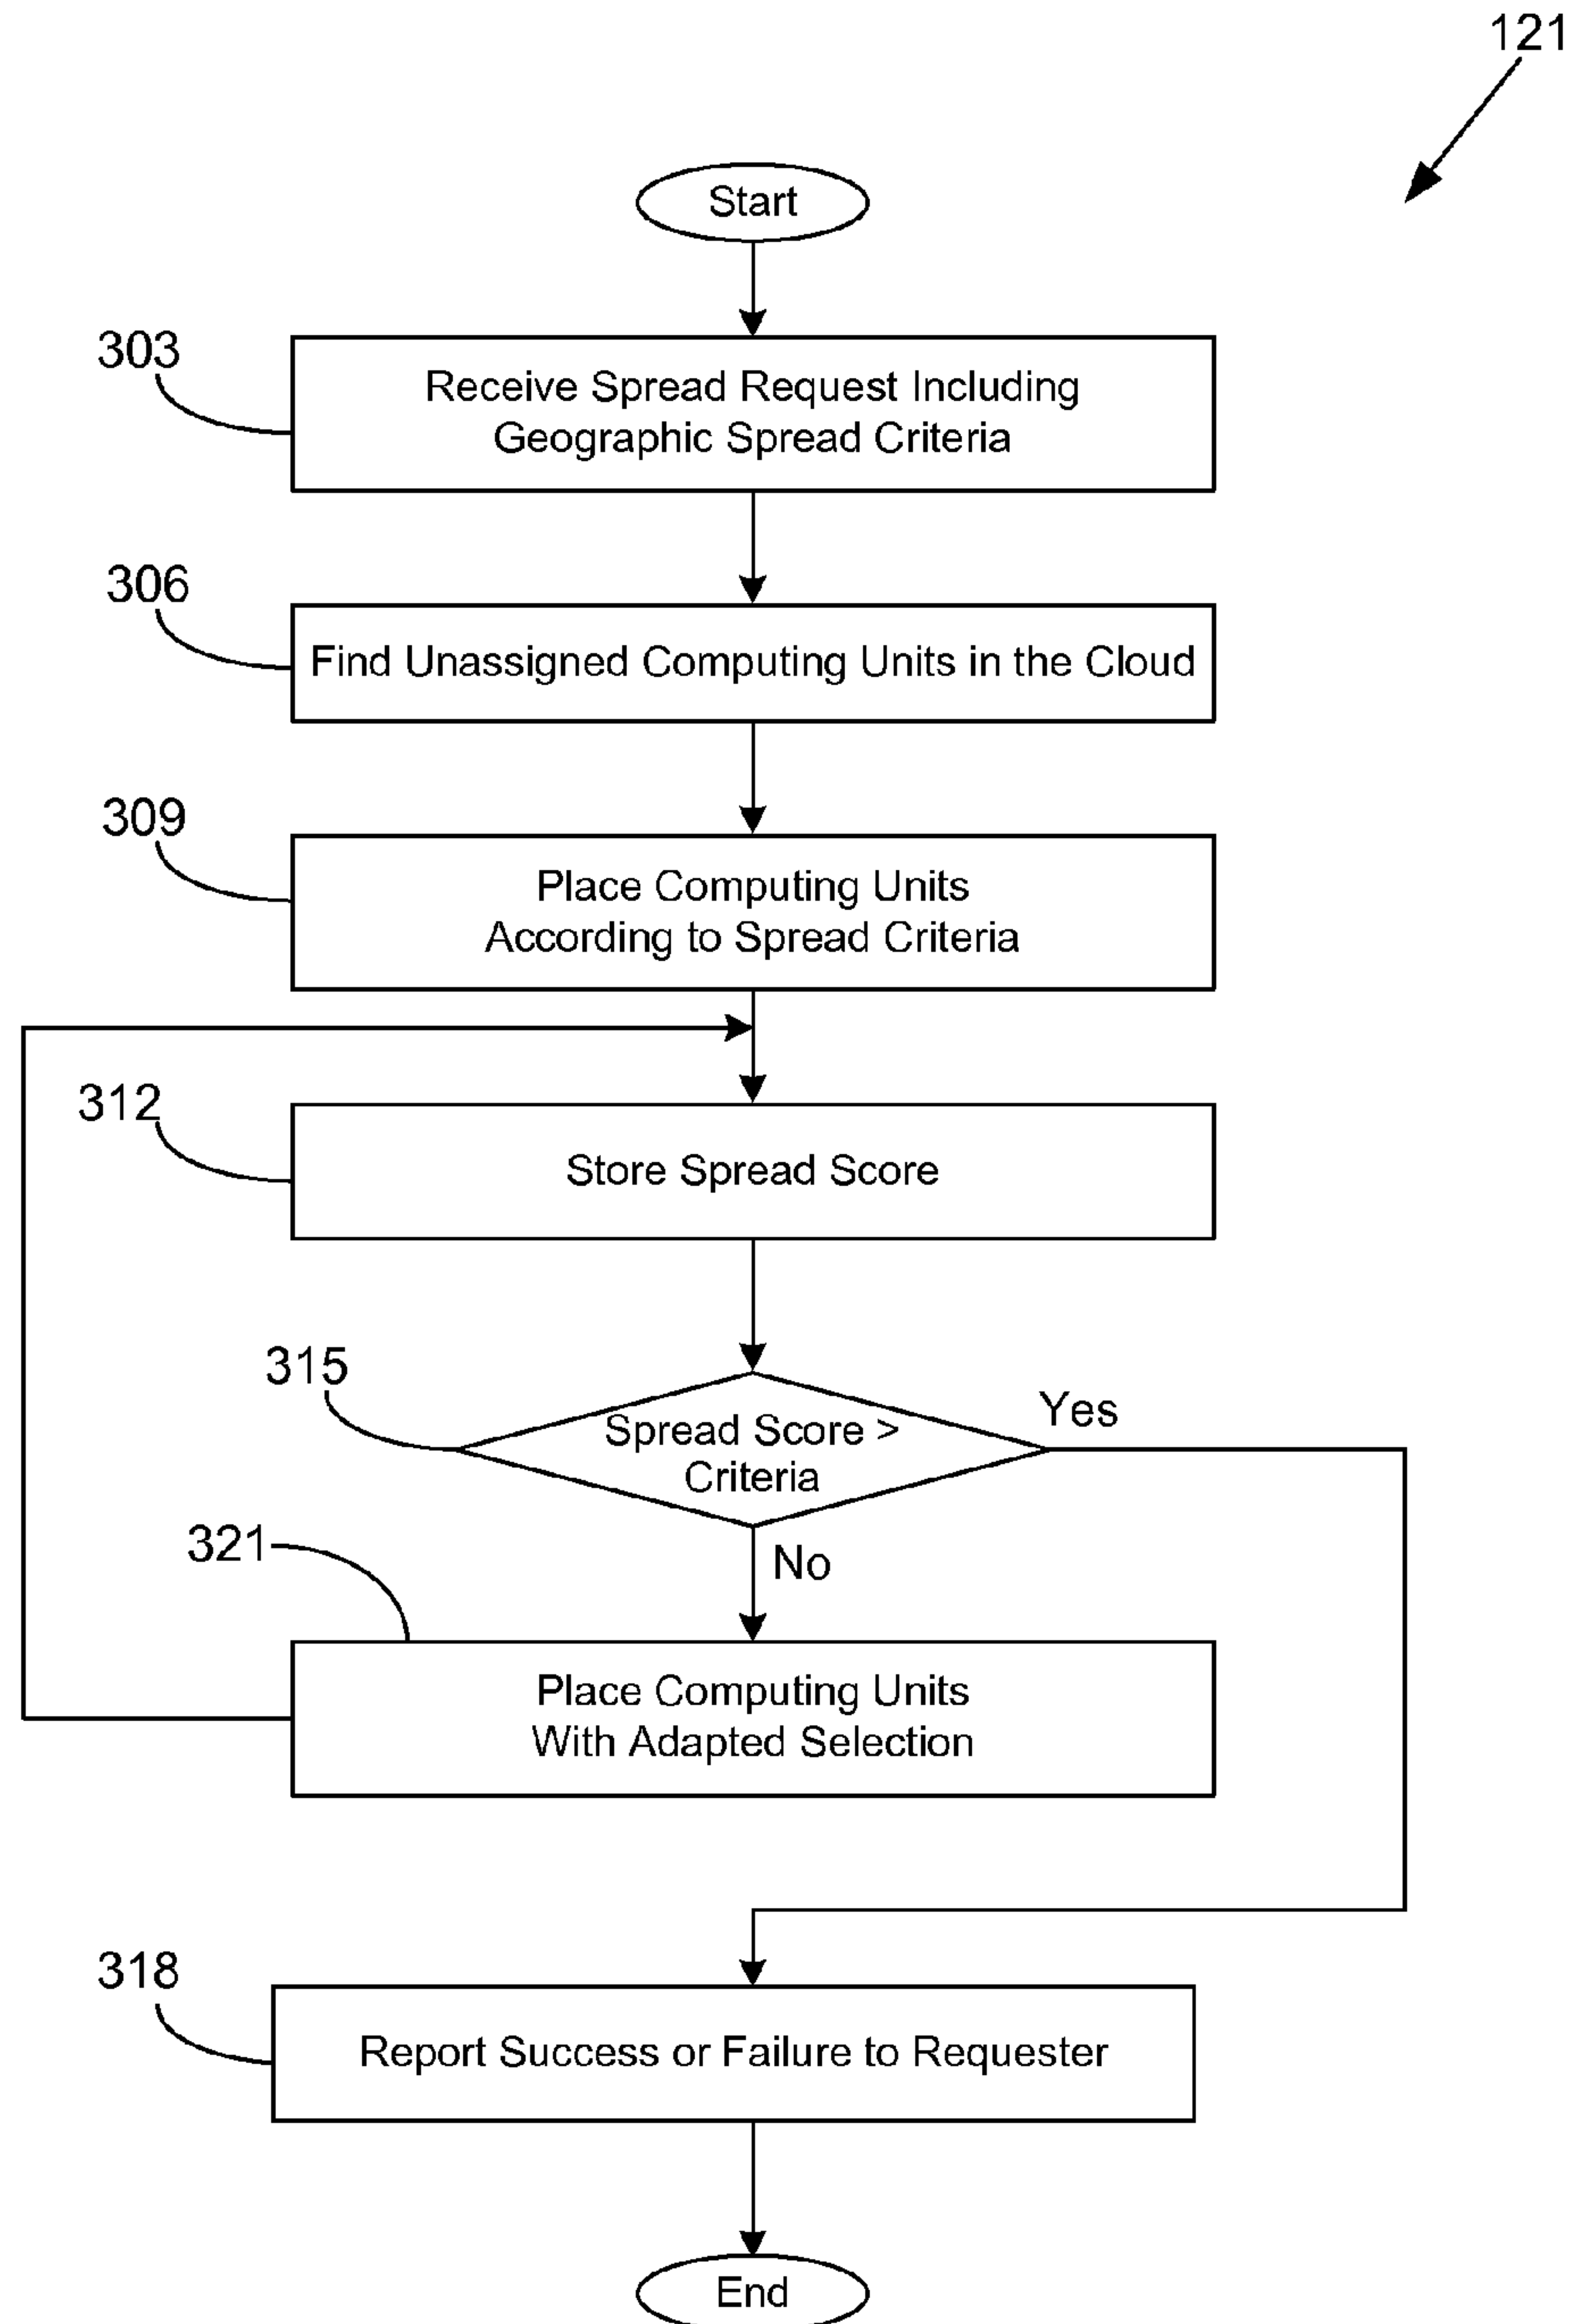 121
Start
303
Receive Spread Request Including
Geographic Spread Criteria
306
Find Unassigned Computing Units in the Cloud
309
Place Computing Units
According to Spread Criteria
312
Store Spread Score
315
Spread Score >
Criteria
Yes
No
321
Place Computing Units
With Adapted Selection
318
Report Success or Failure to Requester
End